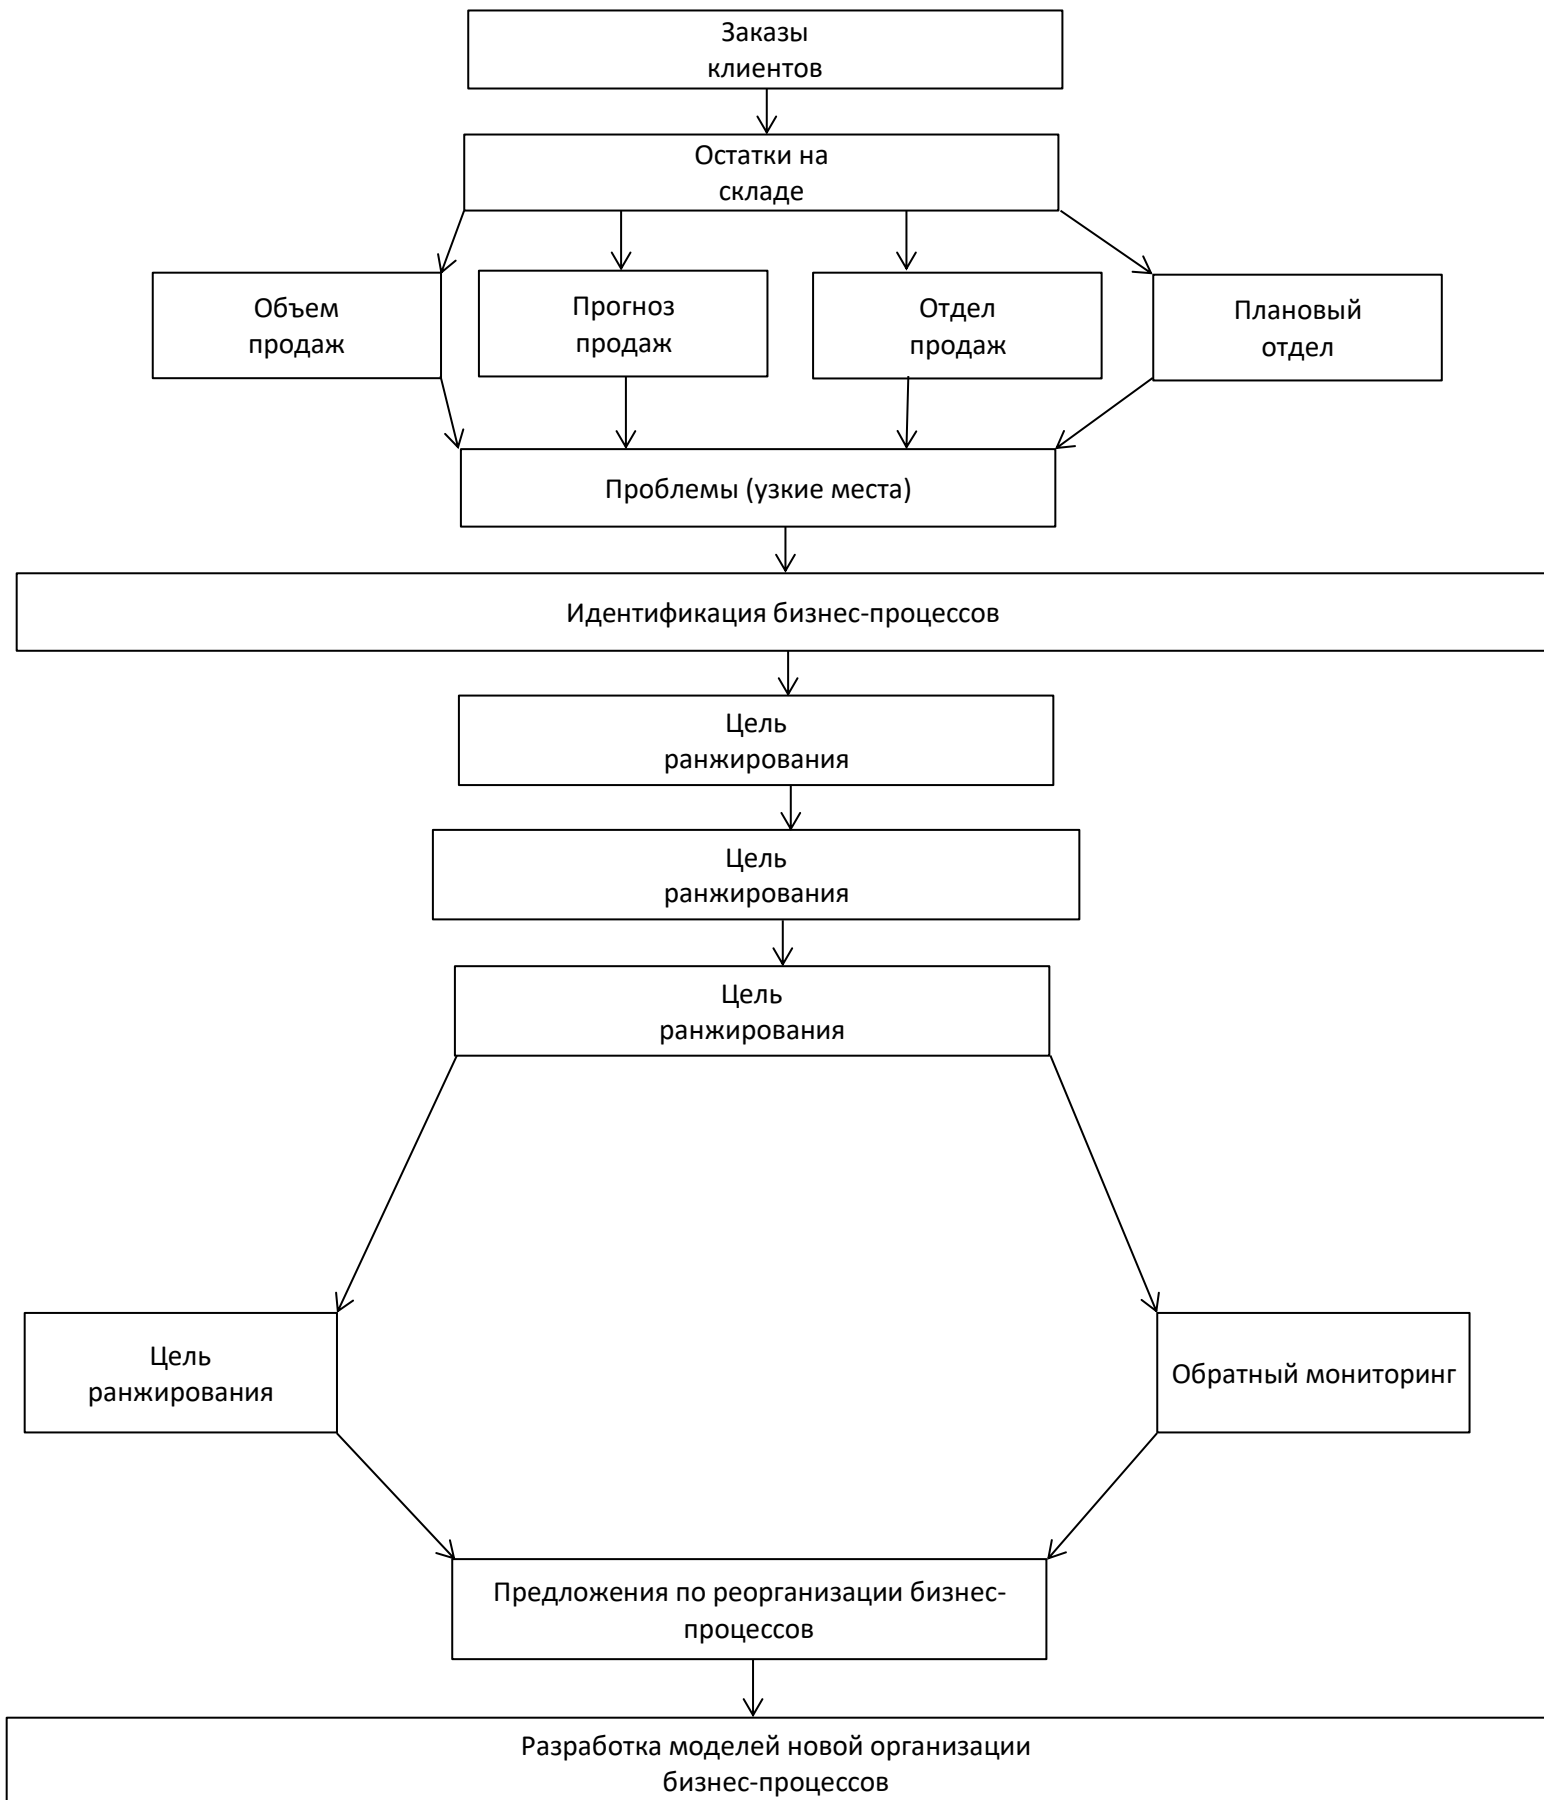 Заказы
клиентов
Остатки на
складе
Объем
продаж
Прогноз
продаж
Отдел
продаж
Плановый
отдел
Проблемы (узкие места)
Идентификация бизнес-процессов
Цель
ранжирования
Цель
ранжирования
Цель
ранжирования
Цель
ранжирования
Обратный мониторинг
Предложения по реорганизации бизнес-
процессов
Разработка моделей новой организации
бизнес-процессов